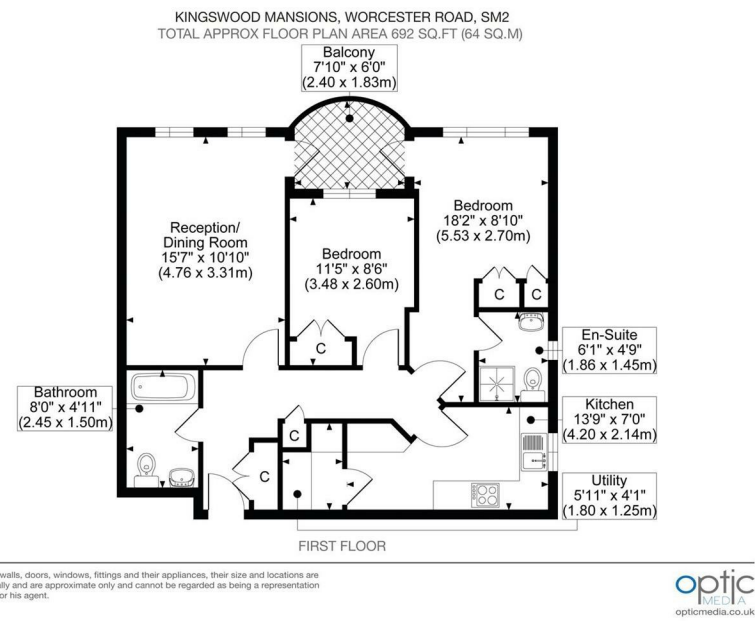 KINGSWOOD MANSIONS, WORCESTER ROAD, SM2
TOTAL APPROX FLOOR PLAN AREA 692 SQ.FT (64 SQ.M)
Balcony
7'10" x 6'0"
(2.40 x 1.83m)
Reception/
Dining Room
15'7" x 10'10"
(4.76 x 3.31m)
Bedroom
11'5" x 8'6"
(3.48 x 2.60m)
Bedroom
18'2" x 8'10"
(5.53 x 2.70m)
C
C
C
En-Suite
6'1" x 4'9"
(1.86 x 1.45m)
Bathroom
8'0" x 4'11"
(2.45 x 1.50m)
Kitchen
13'9" x 7'0"
(4.20 x 2.14m)
C
C
Utility
5'11" x 4'1"
(1.80 x 1.25m)
FIRST FLOOR
walls, doors, windows, fittings and their appliances, their size and locations are
lly and are approximate only and cannot be regarded as being a representation
or his agent.
optic
MEDIA
opticmedia.co.uk